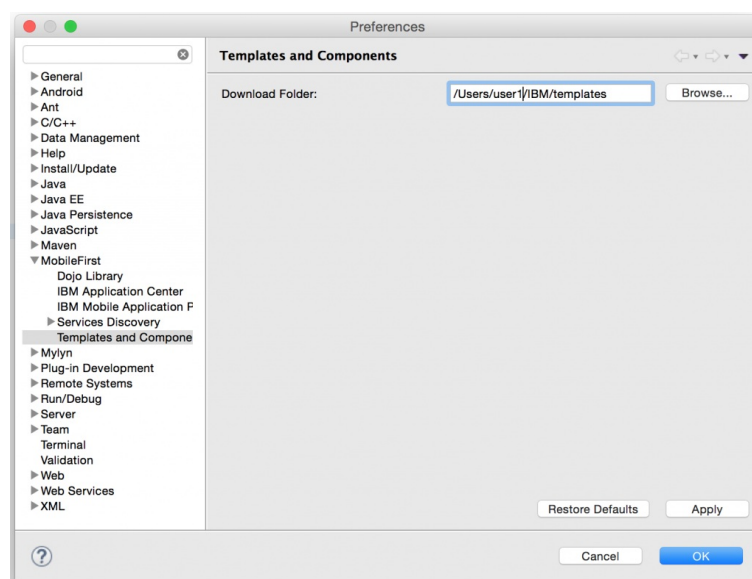 Preferences
Templates and Components
General
Android
Ant
C/C++
Data Management
Help
Install/Update
Java
Java EE
Java Persistence
JavaScript
Maven
MobileFirst
Dojo Library
IBM Application Center
IBM Mobile Application P
Services Discovery
Templates and Compone
Mylyn
Plug-in Development
Remote Systems
Run/Debug
Server
Team
Terminal
Validation
Web
Web Services
XML
Download Folder: /Users/user1/IBM/templates Browse...
Restore Defaults Apply
? Cancel OK